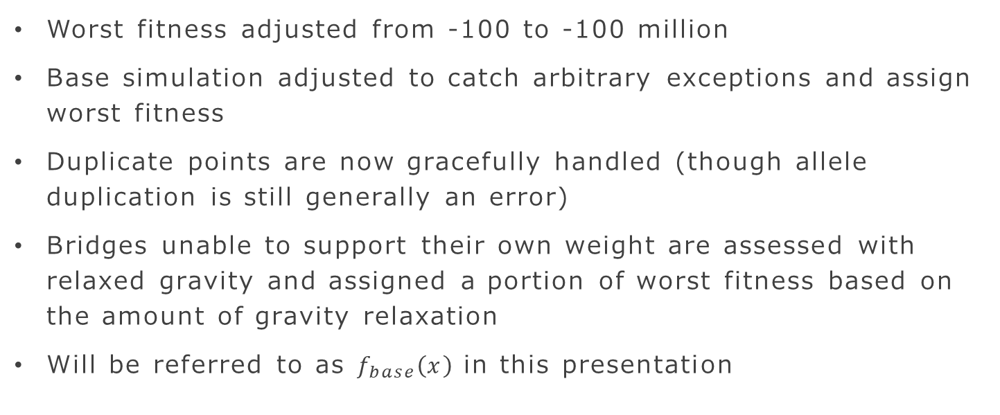 • Worst fitness adjusted from -100 to -100 million
• Base simulation adjusted to catch arbitrary exceptions and assign
worst fitness
• Duplicate points are now gracefully handled (though allele
duplication is still generally an error)
• Bridges unable to support their own weight are assessed with
relaxed gravity and assigned a portion of worst fitness based on
the amount of gravity relaxation
• Will be referred to as f_base(x) in this presentation